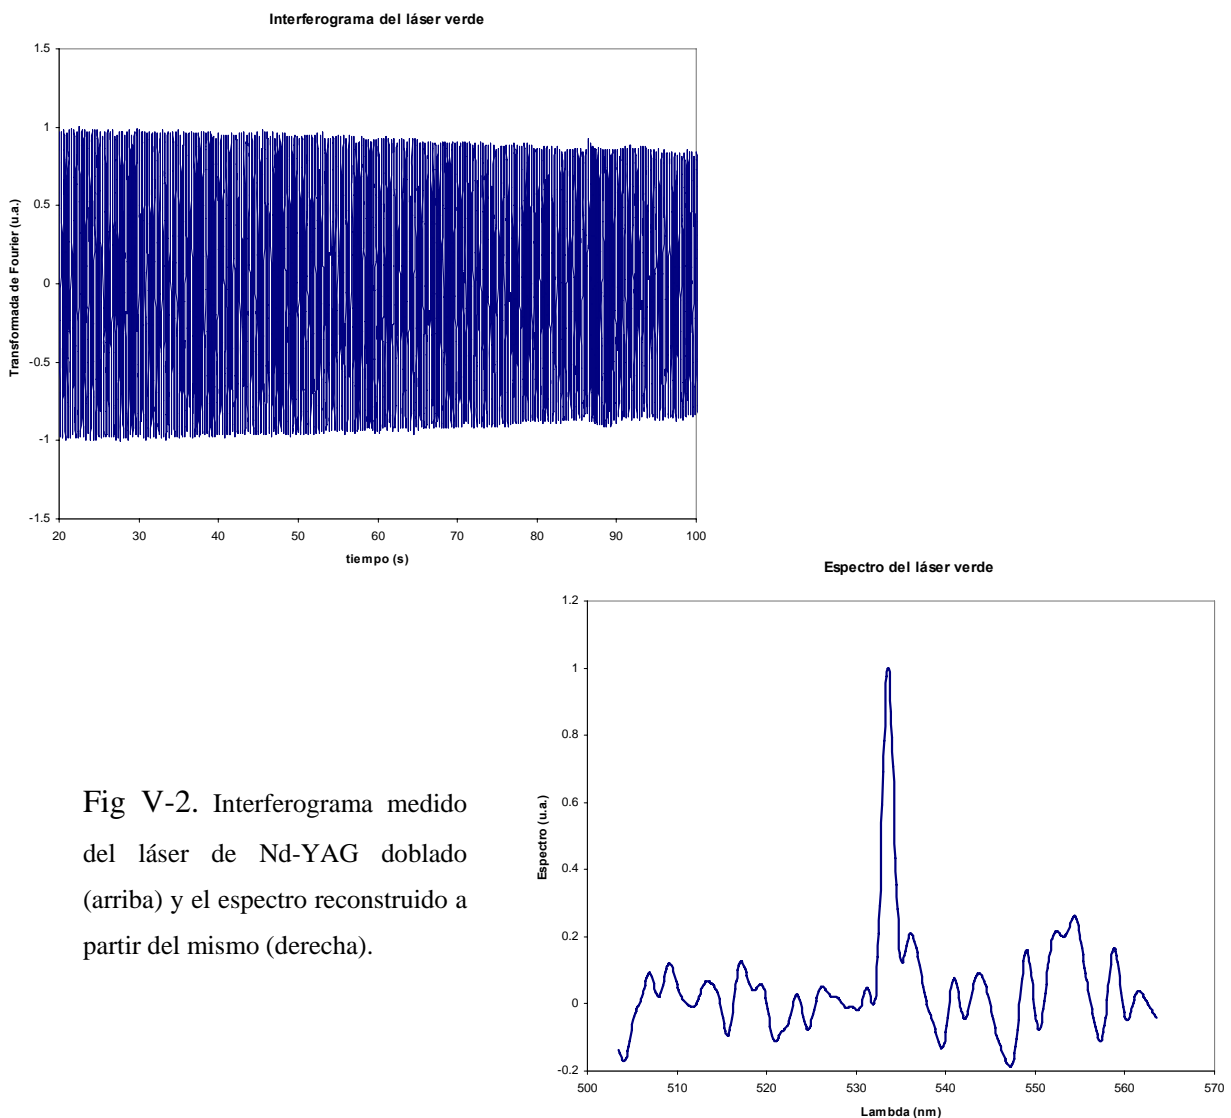 Interferograma del láser verde
Transformada de Fourier (u.a.)
1.5
1
0.5
0
-0.5
-1
-1.5
20 30 40 50 60 70 80 90 100
tiempo (s)
Espectro del láser verde
Espectro (u.a.)
1.2
1
0.8
0.6
0.4
0.2
0
-0.2
500 510 520 530 540 550 560 570
Lambda (nm)
Fig V-2. Interferograma medido
del láser de Nd-YAG doblado
(arriba) y el espectro reconstruido a
partir del mismo (derecha).